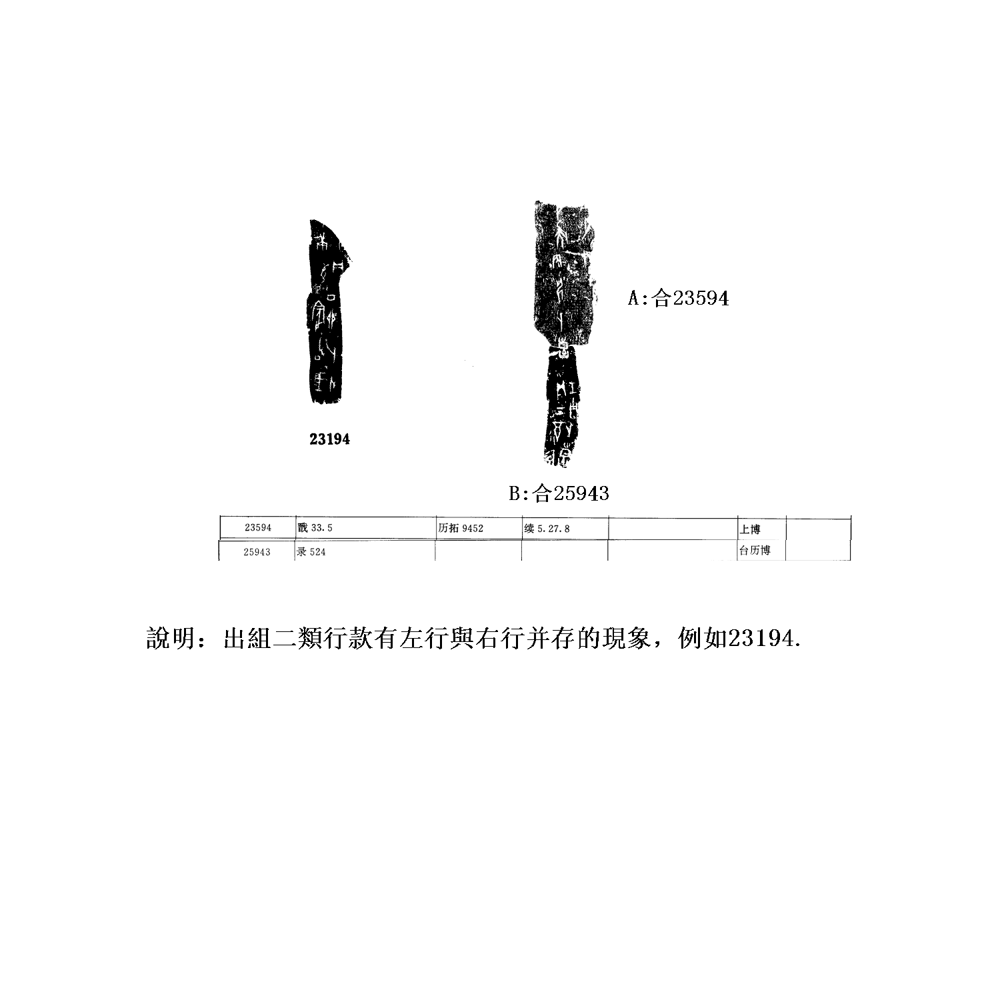 A:合23594
23194
B:合25943
23594 戬 33.5 历拓 9452 续 5.27.8 上博
25943 录 524 台历博
說明：出組二類行款有左行與右行并存的現象，例如23194.